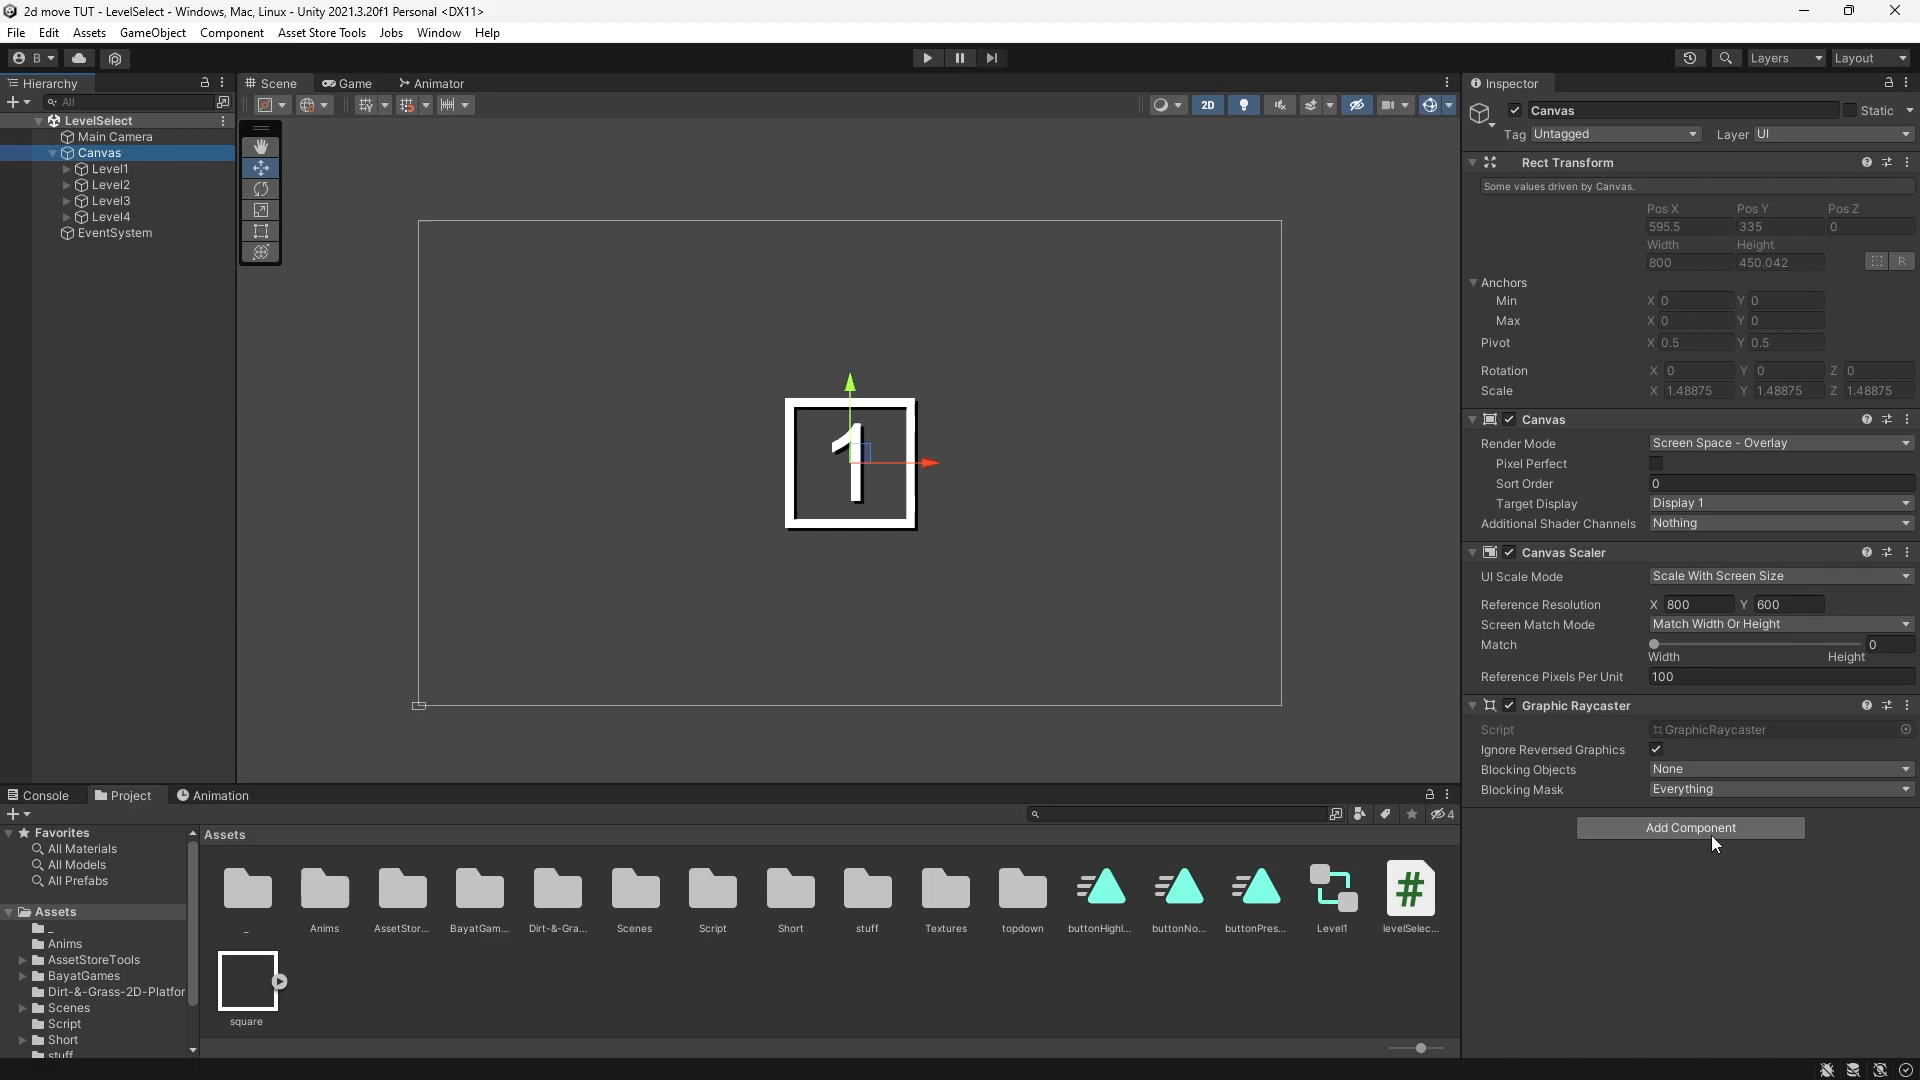 2d move TUT - LevelSelect - Windows, Mac, Linux - Unity 2021.3.20f1 Personal <DX11>
File Edit Assets GameObject Component Asset Store Tools Jobs Window Help
B
Layers Layout
Hierarchy
All
LevelSelect
Main Camera
Canvas
Level1
Level2
Level3
Level4
EventSystem
Scene Game Animator
2D
1
Inspector
Canvas Static
Tag Untagged Layer UI
Rect Transform
Some values driven by Canvas.
Pos X Pos Y Pos Z
595.5 335 0
Width Height
800 450.042 R
Anchors
Min X 0 Y 0
Max X 0 Y 0
Pivot X 0.5 Y 0.5
Rotation X 0 Y 0 Z 0
Scale X 1.48875 Y 1.48875 Z 1.48875
Canvas
Render Mode Screen Space - Overlay
Pixel Perfect
Sort Order 0
Target Display Display 1
Additional Shader Channels Nothing
Canvas Scaler
UI Scale Mode Scale With Screen Size
Reference Resolution X 800 Y 600
Screen Match Mode Match Width Or Height
Match 0
Width Height
Reference Pixels Per Unit 100
Graphic Raycaster
Script GraphicRaycaster
Ignore Reversed Graphics
Blocking Objects None
Blocking Mask Everything
Add Component
Console Project Animation
4
Favorites
All Materials
All Models
All Prefabs
Assets
_
Anims
AssetStoreTools
BayatGames
Dirt-&-Grass-2D-Platfor
Scenes
Script
Short
stuff
Assets
_ Anims AssetStor... BayatGam... Dirt-&-Gra... Scenes Script Short stuff Textures topdown buttonHighl... buttonNo... buttonPres... Level1 levelSelec...
#
square